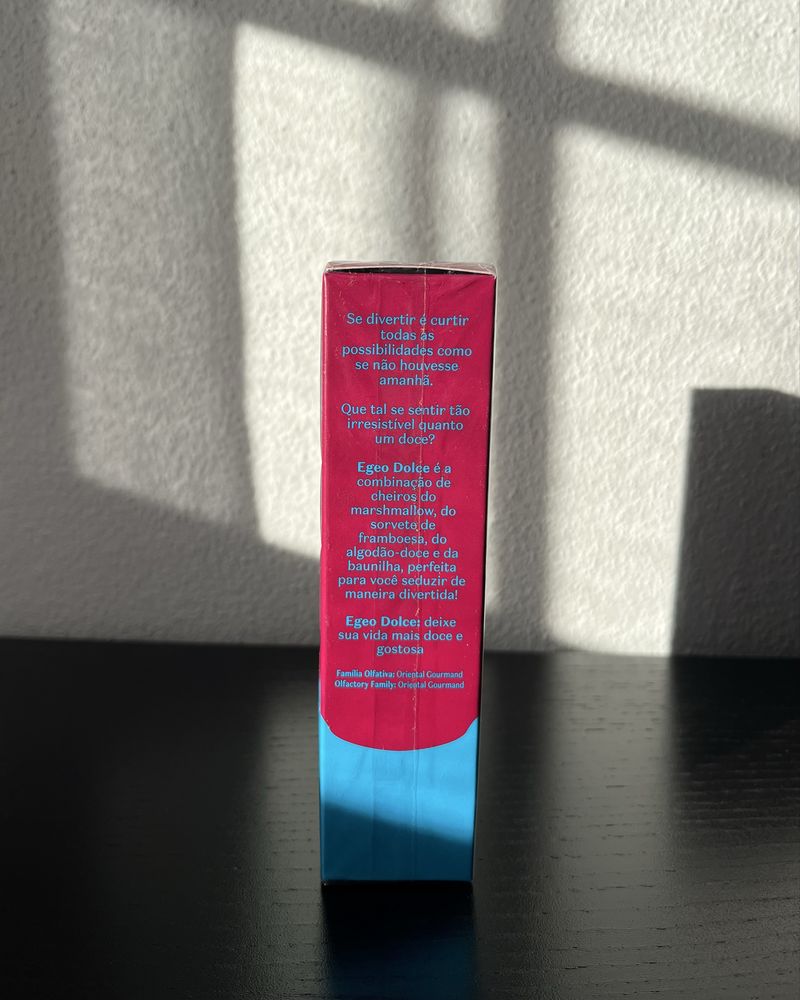 Se divertir é curtir
todas as
possibilidades como
se não houvesse
amanhã.
Que tal se sentir tão
irresistível quanto
um doce?
Egeo Dolce é a
combinação de
cheiros do
marshmallow, do
sorvete de
framboesa, do
algodão-doce e da
baunilha, perfeita
para você seduzir de
maneira divertida!
Egeo Dolce: deixe
sua vida mais doce e
gostosa
Família Olfativa: Oriental Gourmand
Olfactory Family: Oriental Gourmand